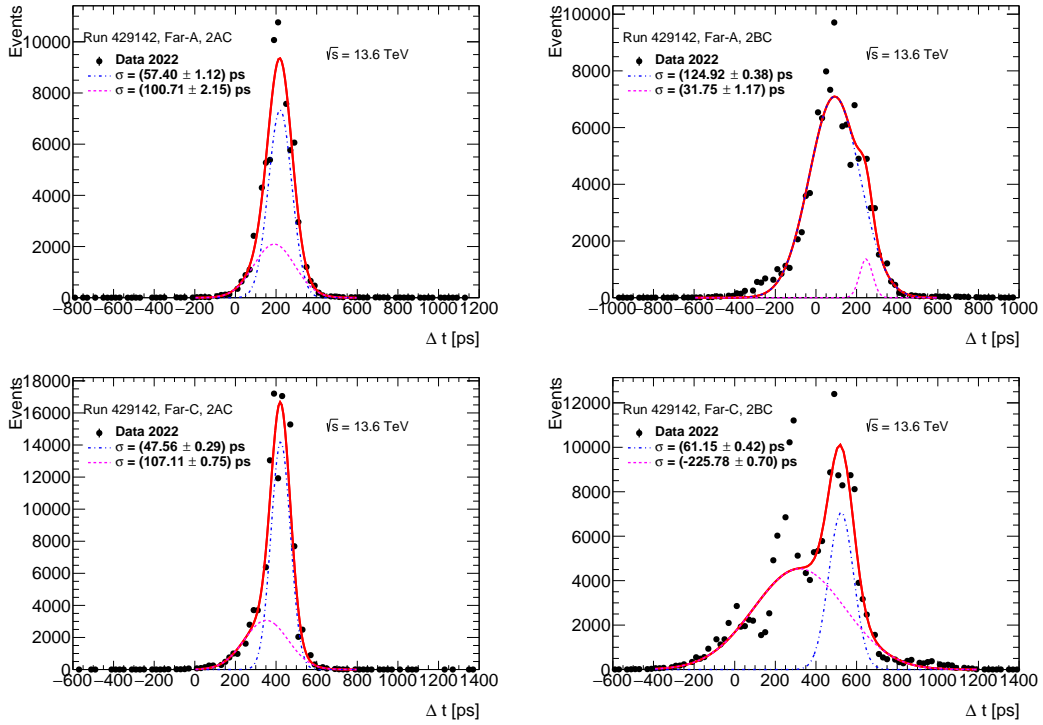 Events
10000
8000
6000
4000
2000
0
Run 429142, Far-A, 2AC
Data 2022
σ = (57.40 ± 1.12) ps
σ = (100.71 ± 2.15) ps
√s = 13.6 TeV
−800 −600 −400 −200 0 200 400 600 800 1000 1200
Δ t [ps]
Events
10000
8000
6000
4000
2000
0
Run 429142, Far-A, 2BC
Data 2022
σ = (124.92 ± 0.38) ps
σ = (31.75 ± 1.17) ps
√s = 13.6 TeV
−1000 −800 −600 −400 −200 0 200 400 600 800 1000
Δ t [ps]
Events
18000
16000
14000
12000
10000
8000
6000
4000
2000
0
Run 429142, Far-C, 2AC
Data 2022
σ = (47.56 ± 0.29) ps
σ = (107.11 ± 0.75) ps
√s = 13.6 TeV
−600 −400 −200 0 200 400 600 800 1000 1200 1400
Δ t [ps]
Events
12000
10000
8000
6000
4000
2000
0
Run 429142, Far-C, 2BC
Data 2022
σ = (61.15 ± 0.42) ps
σ = (-225.78 ± 0.70) ps
√s = 13.6 TeV
−600 −400 −200 0 200 400 600 800 1000 1200 1400
Δ t [ps]